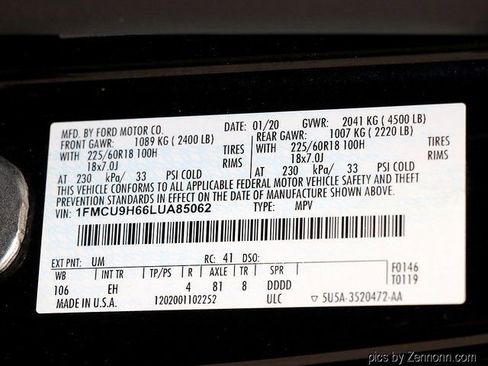 MFD. BY FORD MOTOR CO. DATE: 01/20 GVWR: 2041 KG ( 4500 LB)
FRONT GAWR: 1089 KG ( 2400 LB) REAR GAWR: 1007 KG ( 2220 LB)
WITH 225/60R18 100H TIRES WITH 225/60R18 100H TIRES
18x7.0J RIMS 18x7.0J RIMS
AT 230 kPa/ 33 PSI COLD AT 230 kPa/ 33 PSI COLD
THIS VEHICLE CONFORMS TO ALL APPLICABLE FEDERAL MOTOR VEHICLE SAFETY AND THEFT
PREVENTION STANDARDS IN EFFECT ON THE DATE OF MANUFACTURE SHOWN ABOVE.
VIN: 1FMCU9H66LUA85062 TYPE: MPV
EXT PNT: UM RC: 41 DSO: F0146
WB INT TR TP/PS R AXLE TR SPR T0119
106 EH 4 81 8 DDDD
MADE IN U.S.A. 1202001102252 ULC 5U5A-3520472-AA
pics by Zennonn.com